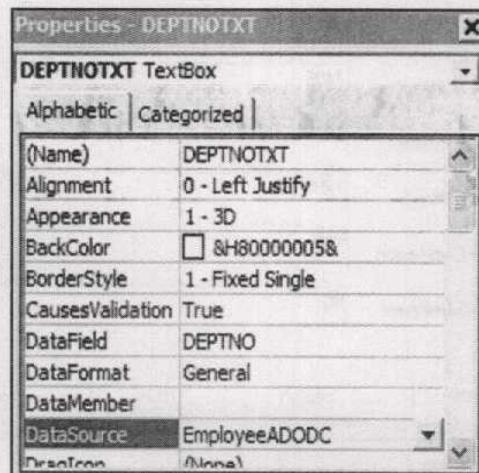 Properties - DEPTNOTXT
DEPTNOTXT TextBox
Alphabetic Categorized
(Name) DEPTNOTXT
Alignment 0 - Left Justify
Appearance 1 - 3D
BackColor &H80000005&
BorderStyle 1 - Fixed Single
CausesValidation True
DataField DEPTNO
DataFormat General
DataMember
DataSource EmployeeADODC
DragIcon (None)